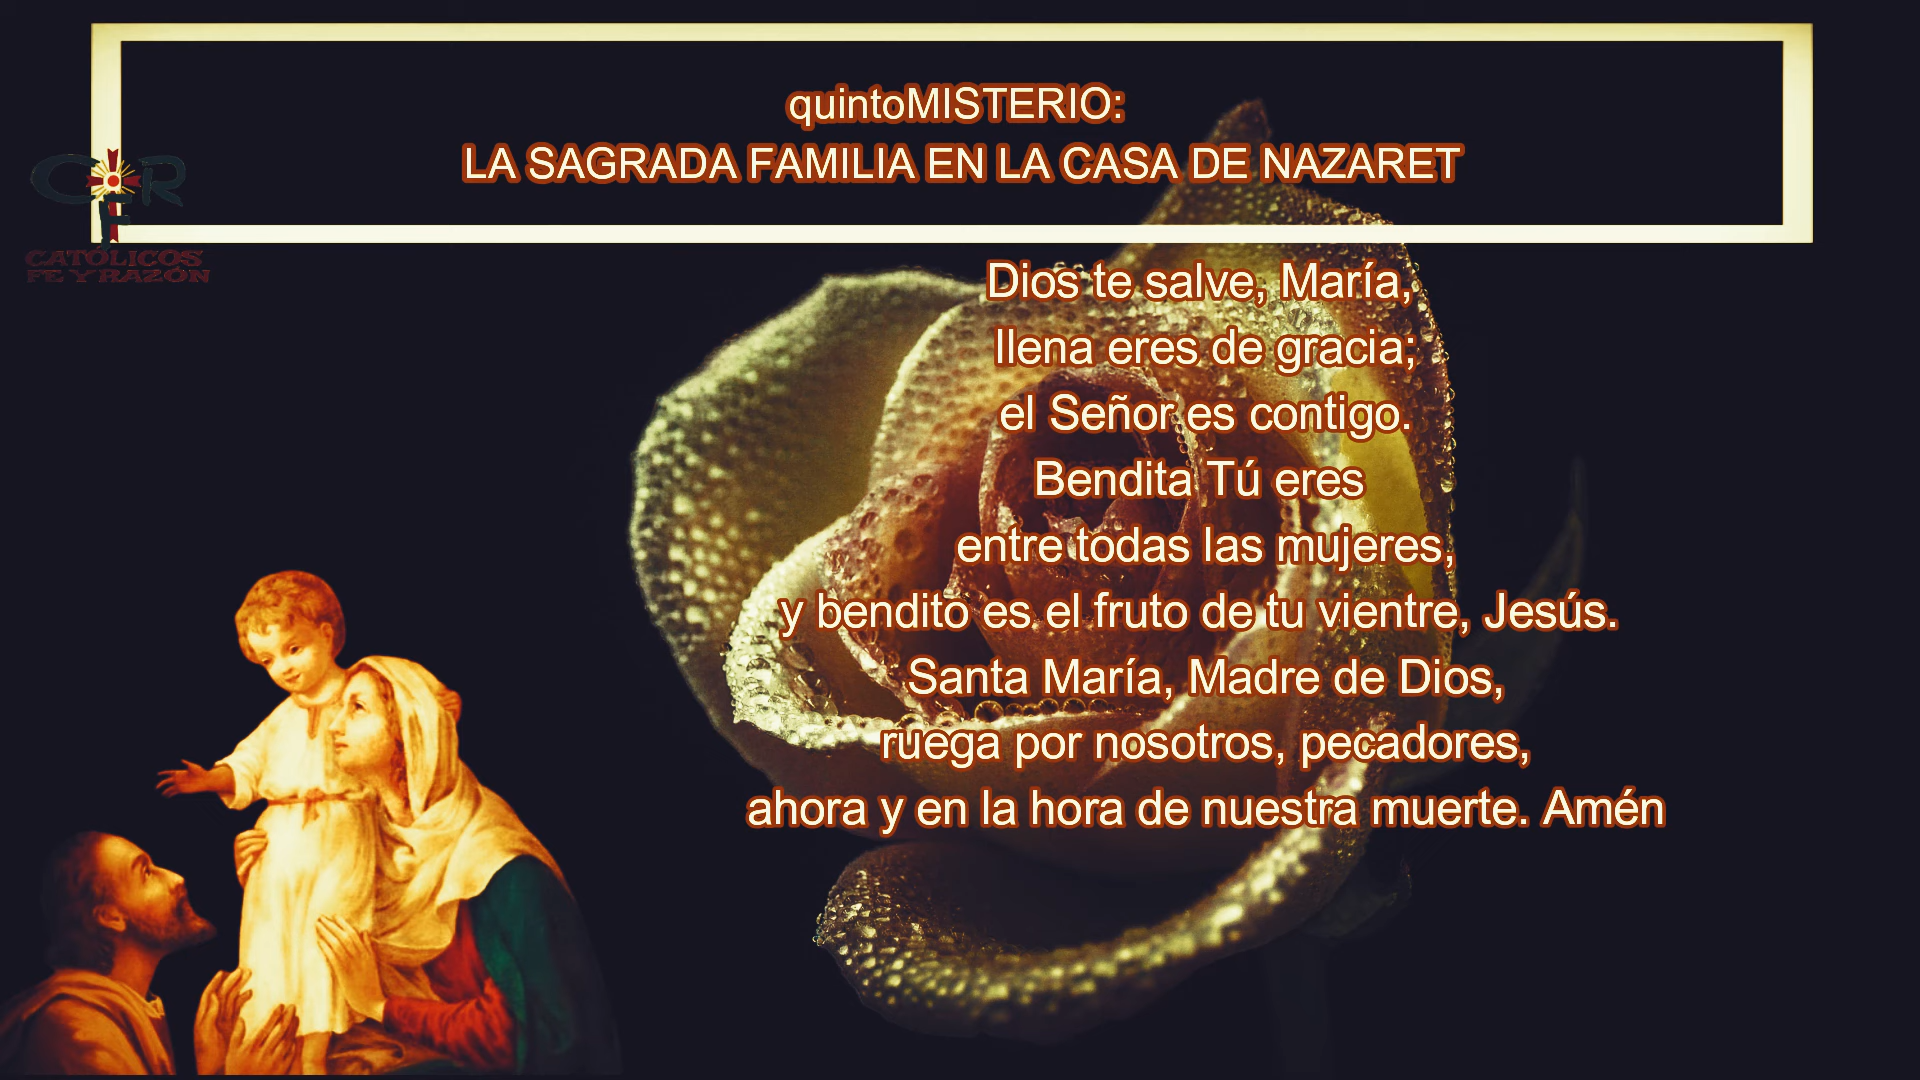 quintoMISTERIO:
LA SAGRADA FAMILIA EN LA CASA DE NAZARET
CFR
CATÓLICOS
FE Y RAZÓN
Dios te salve, María,
llena eres de gracia;
el Señor es contigo.
Bendita Tú eres
entre todas las mujeres,
y bendito es el fruto de tu vientre, Jesús.
Santa María, Madre de Dios,
ruega por nosotros, pecadores,
ahora y en la hora de nuestra muerte. Amén